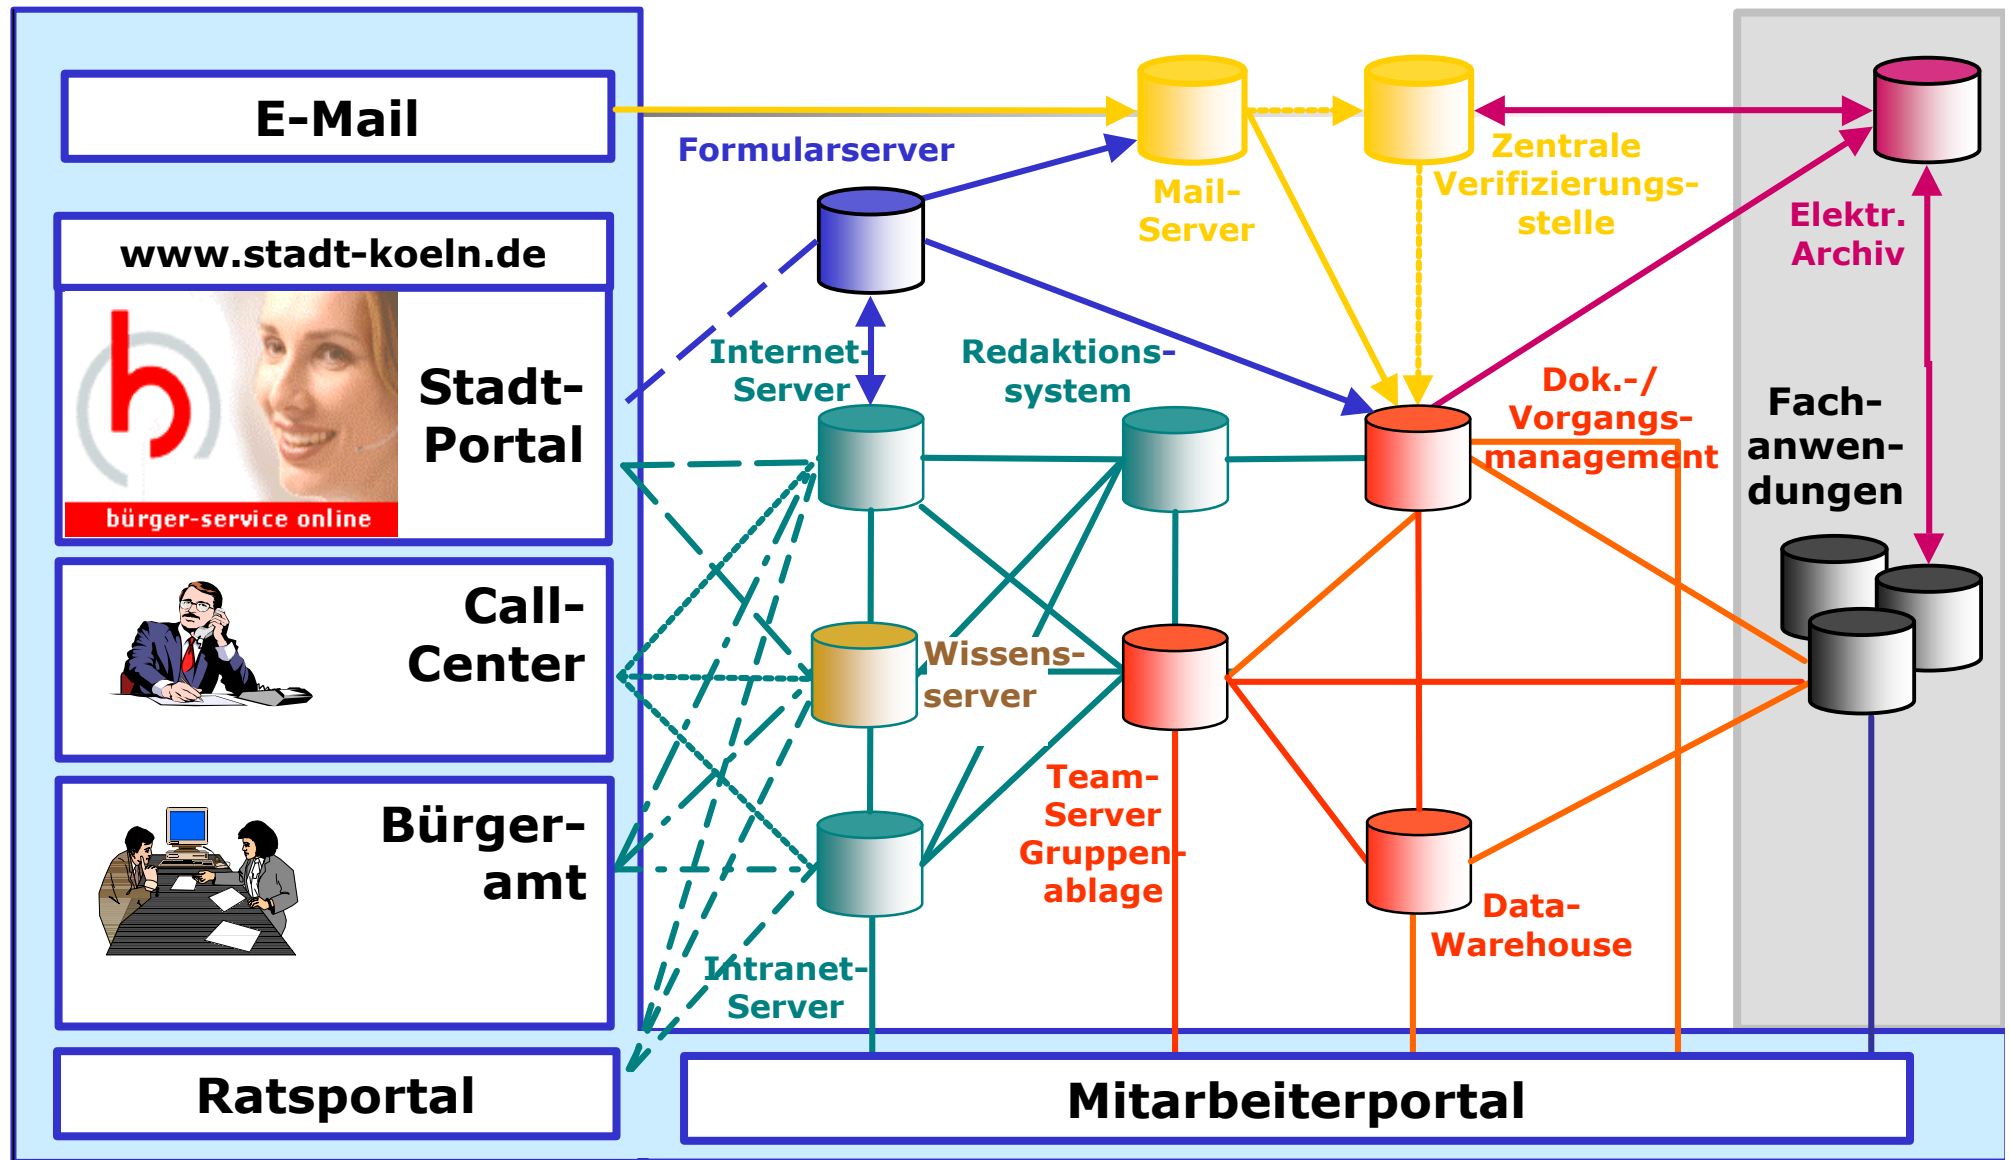 E-Mail
www.stadt-koeln.de
bürger-service online
Stadt-
Portal
Call-
Center
Bürger-
amt
Ratsportal
Formularserver
Mail-
Server
Zentrale
Verifizierungs-
stelle
Elektr.
Archiv
Internet-
Server
Redaktions-
system
Dok.-/
Vorgangs-
management
Fach-
anwen-
dungen
Wissens-
server
Team-
Server
Gruppen-
ablage
Data-
Warehouse
Intranet-
Server
Mitarbeiterportal